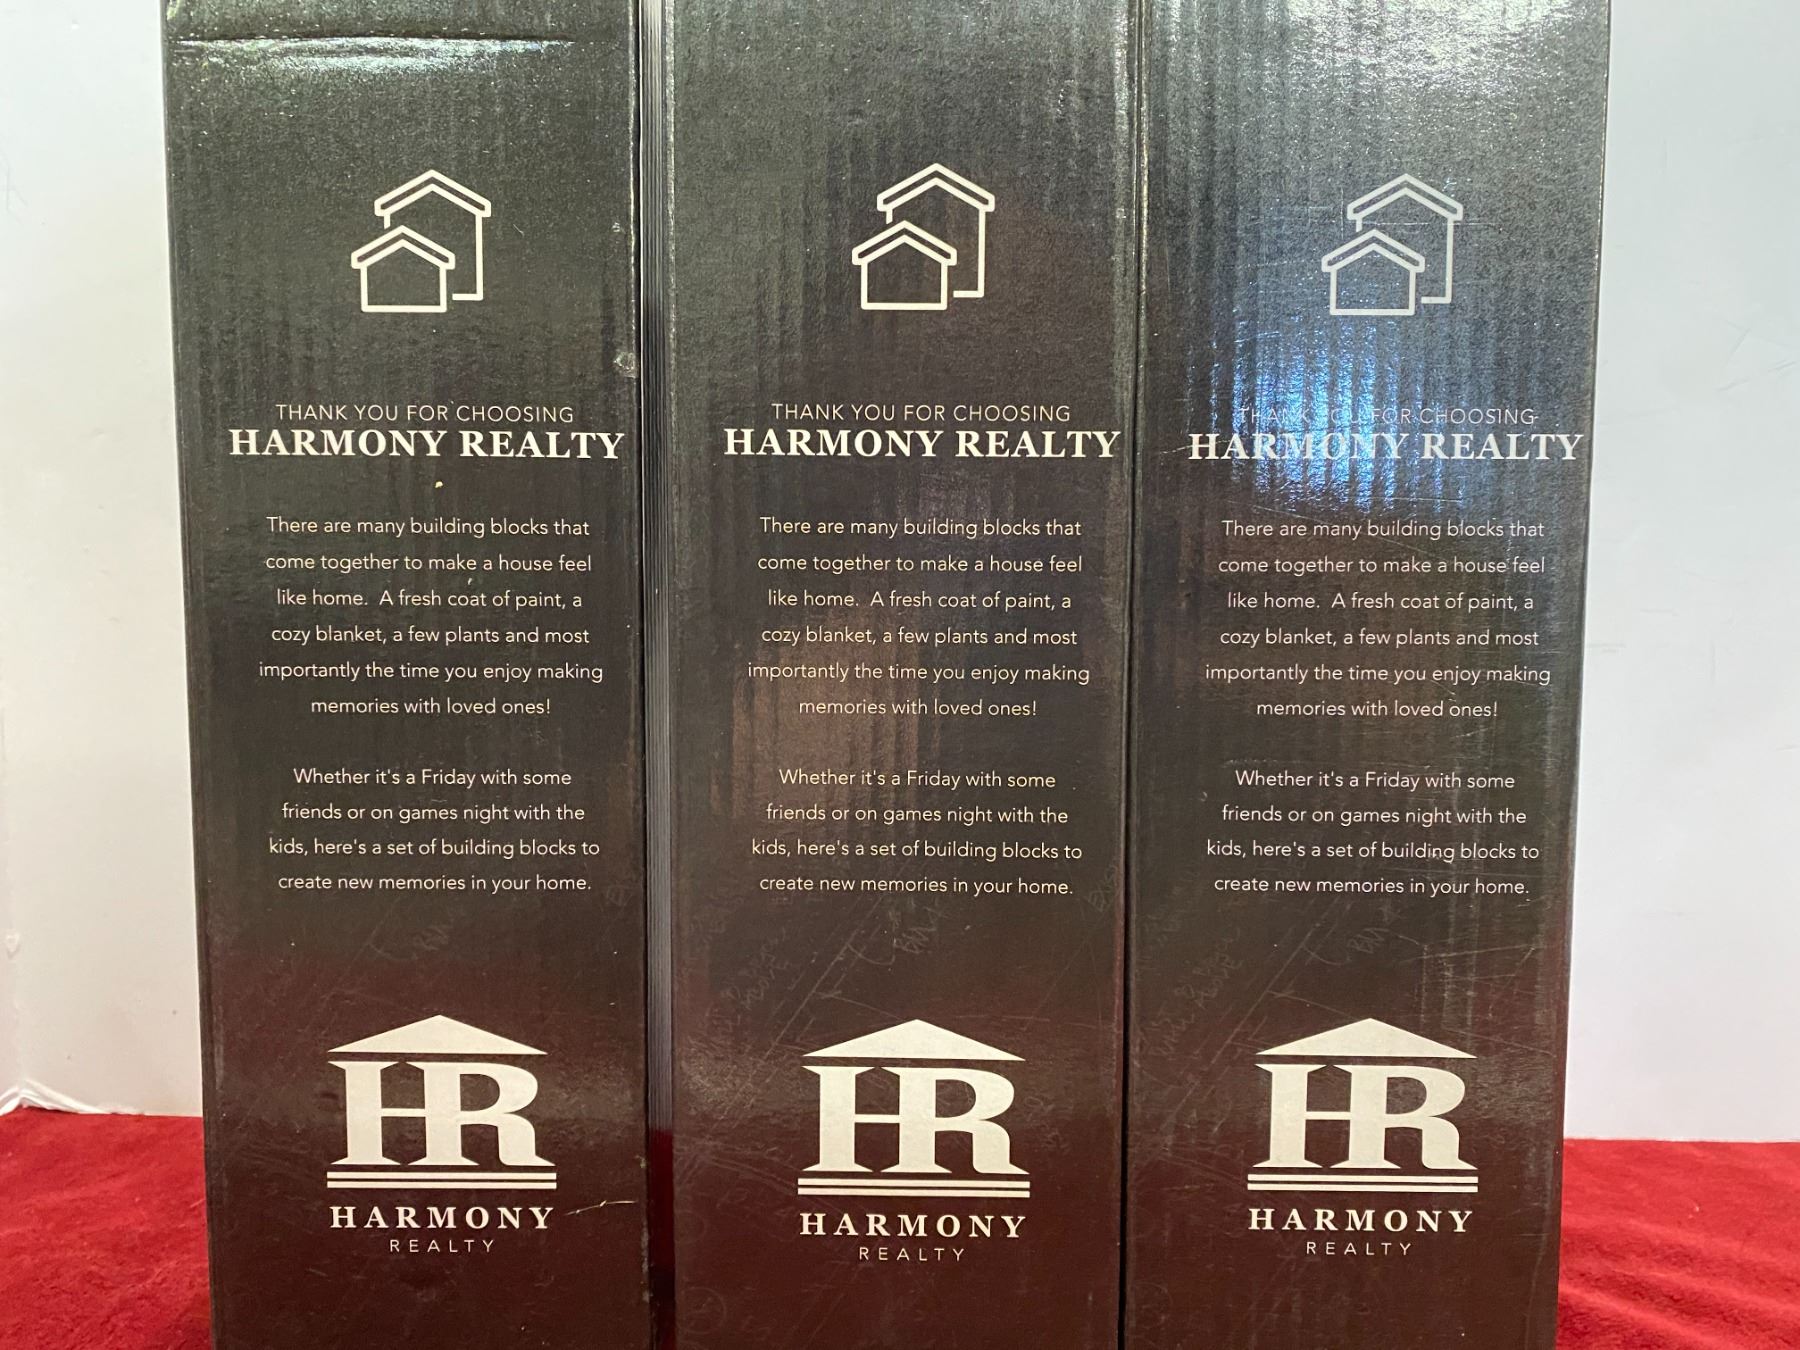 THANK YOU FOR CHOOSING
HARMONY REALTY
There are many building blocks that
come together to make a house feel
like home. A fresh coat of paint, a
cozy blanket, a few plants and most
importantly the time you enjoy making
memories with loved ones!
Whether it's a Friday with some
friends or on games night with the
kids, here's a set of building blocks to
create new memories in your home.
HR
HARMONY
REALTY
THANK YOU FOR CHOOSING
HARMONY REALTY
There are many building blocks that
come together to make a house feel
like home. A fresh coat of paint, a
cozy blanket, a few plants and most
importantly the time you enjoy making
memories with loved ones!
Whether it's a Friday with some
friends or on games night with the
kids, here's a set of building blocks to
create new memories in your home.
HR
HARMONY
REALTY
THANK YOU FOR CHOOSING
HARMONY REALTY
There are many building blocks that
come together to make a house feel
like home. A fresh coat of paint, a
cozy blanket, a few plants and most
importantly the time you enjoy making
memories with loved ones!
Whether it's a Friday with some
friends or on games night with the
kids, here's a set of building blocks to
create new memories in your home.
HR
HARMONY
REALTY